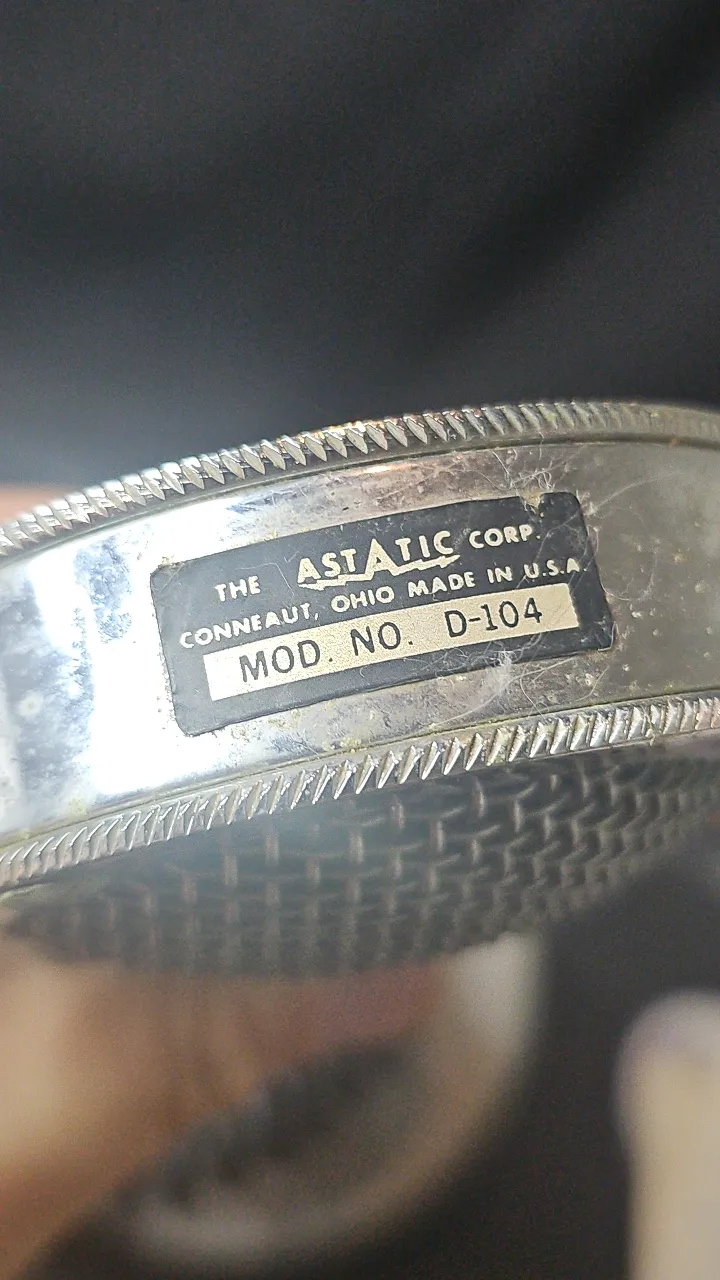 THE ASTATIC CORP.
CONNEAUT, OHIO MADE IN U.S.A
MOD. NO. D-104